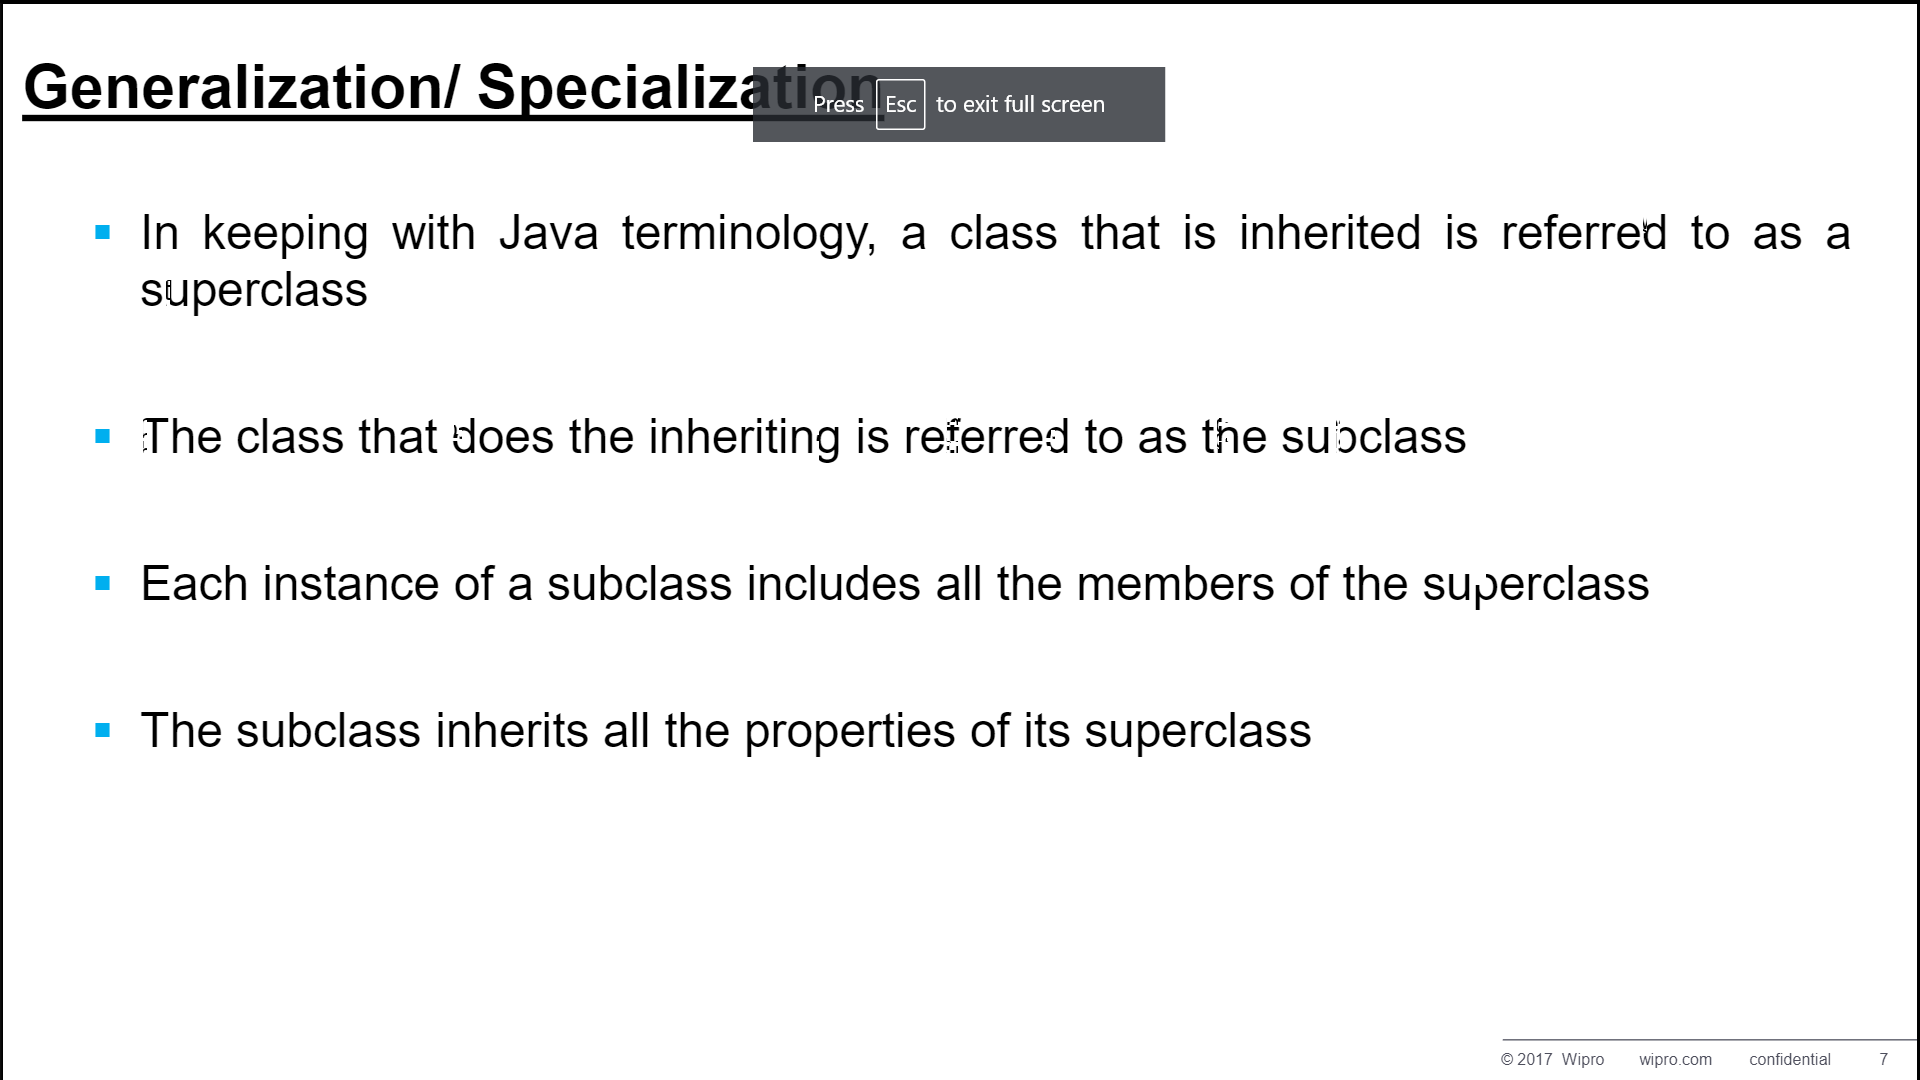 Generalization/ Specialization
Press Esc to exit full screen
In keeping with Java terminology, a class that is inherited is referred to as a
superclass
The class that does the inheriting is referred to as the subclass
Each instance of a subclass includes all the members of the superclass
The subclass inherits all the properties of its superclass
© 2017 Wipro wipro.com confidential 7